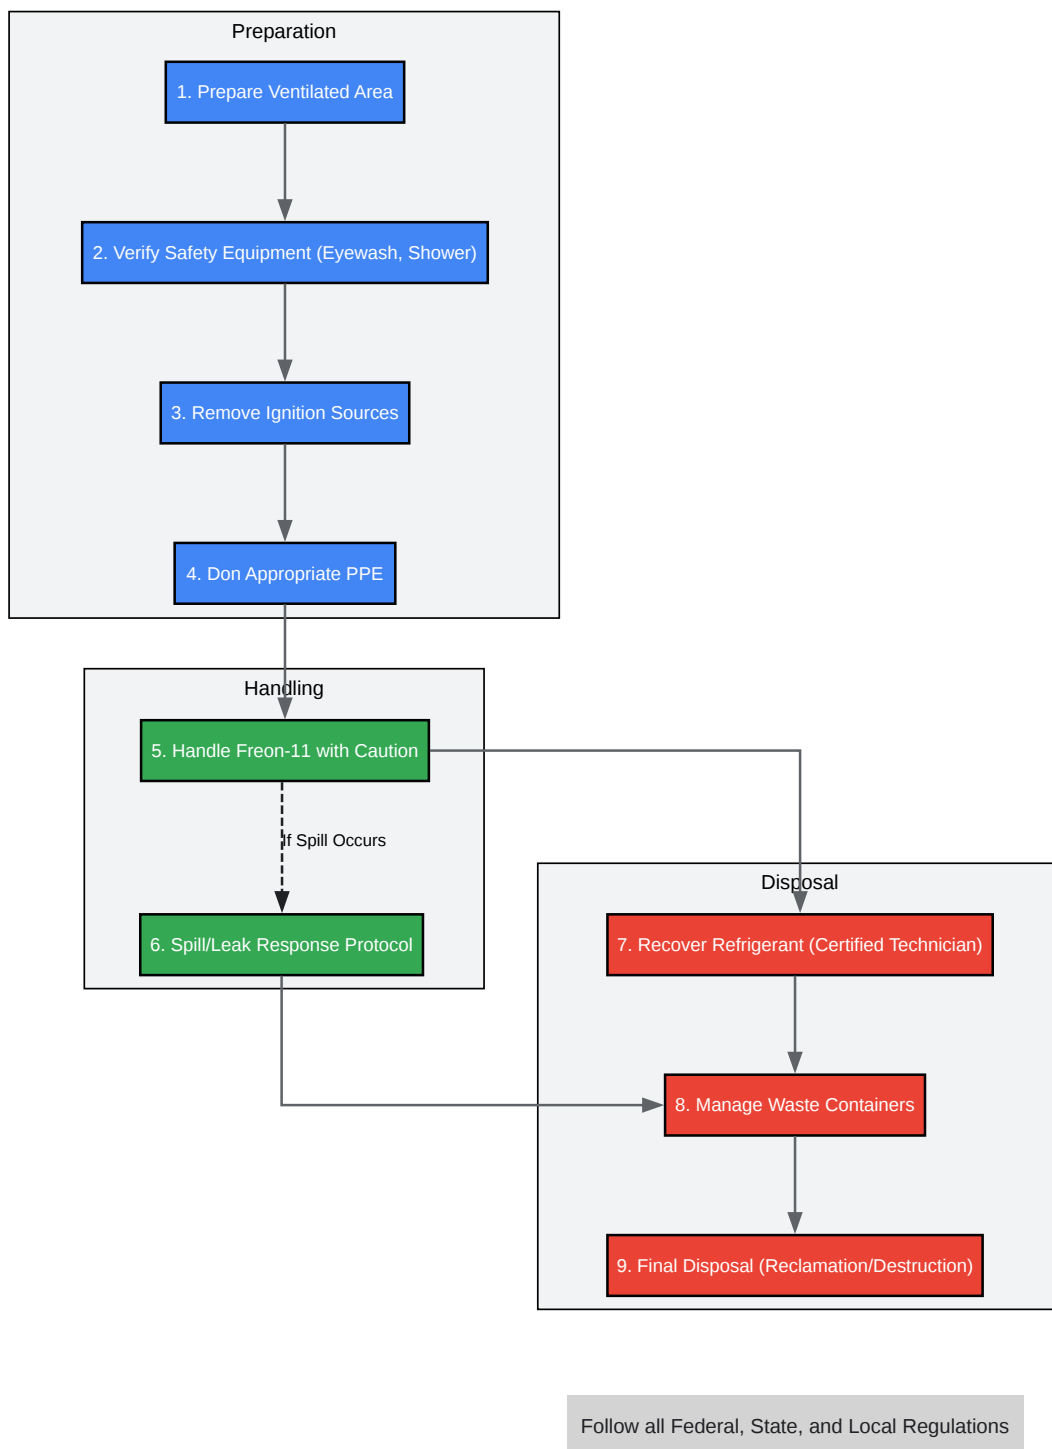 Preparation
1. Prepare Ventilated Area
2. Verify Safety Equipment (Eyewash, Shower)
3. Remove Ignition Sources
4. Don Appropriate PPE
Handling
5. Handle Freon-11 with Caution
If Spill Occurs
6. Spill/Leak Response Protocol
Disposal
7. Recover Refrigerant (Certified Technician)
8. Manage Waste Containers
9. Final Disposal (Reclamation/Destruction)
Follow all Federal, State, and Local Regulations